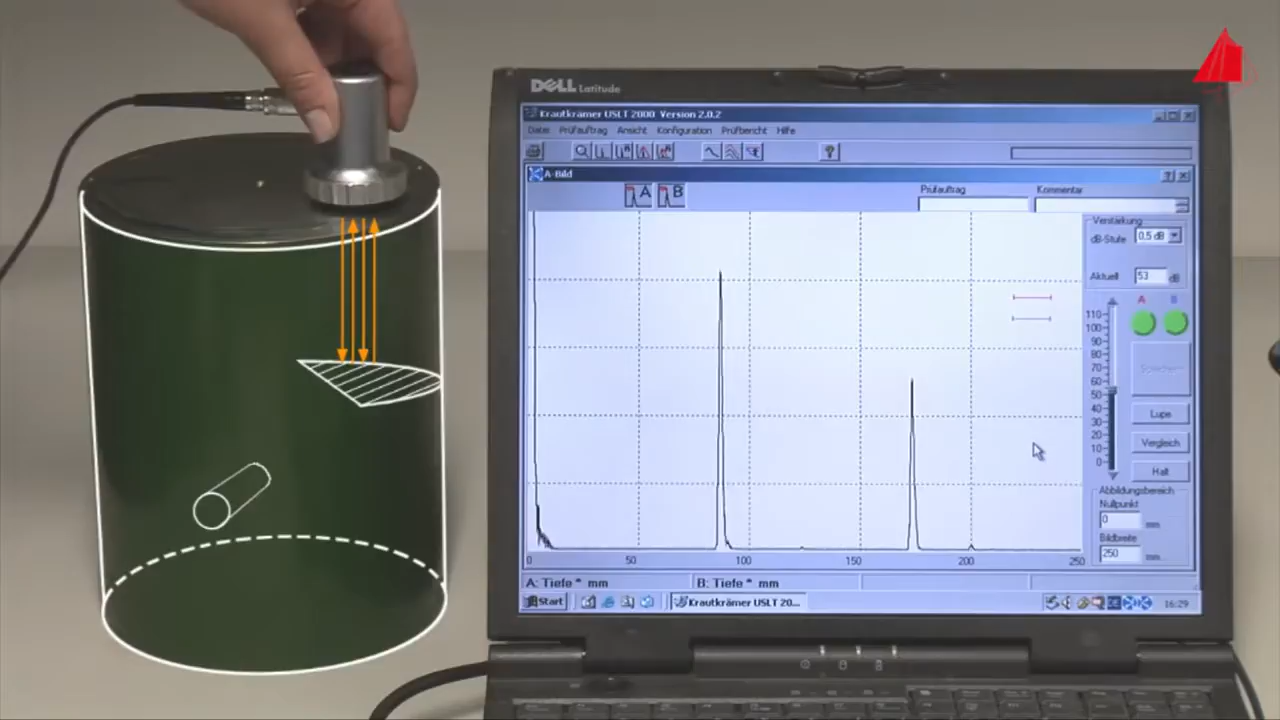 DELL Latitude
Krautkrämer USLT 2000 Version 2.0.2
Datei Prüfauftrag Ansicht Konfiguration Prüfbericht Hilfe
A-Bild
A B
Prüfauftrag
Kommentar
Verstärkung
dB-Stufe 0.5 dB
Aktuell 53 dB
A B
110
100
90
80
70
60
50
40
30
20
10
0
Lupe
Vergleich
Halt
Abbildungsbereich
Nullpunkt
0 mm
Bildbreite
250 mm
0 50 100 150 200 250
A: Tiefe * mm B: Tiefe * mm
Start Krautkrämer USLT 20... 16:29